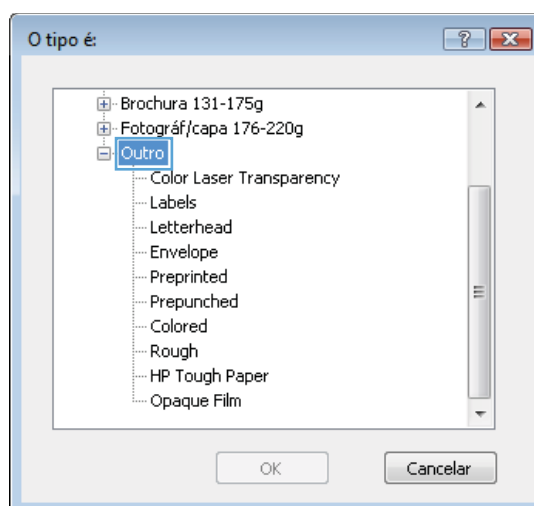 O tipo é:
Brochura 131-175g
Fotográf/capa 176-220g
Outro
Color Laser Transparency
Labels
Letterhead
Envelope
Preprinted
Prepunched
Colored
Rough
HP Tough Paper
Opaque Film
OK Cancelar